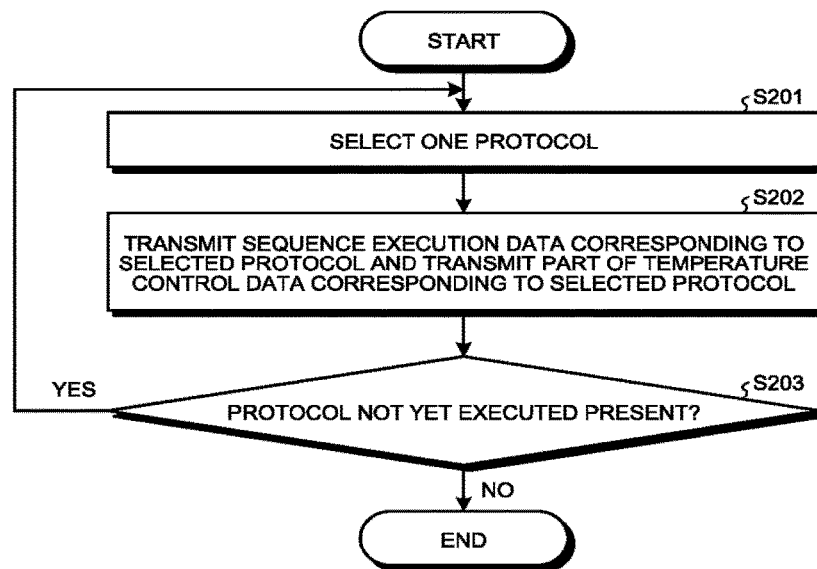 START
S201
SELECT ONE PROTOCOL
S202
TRANSMIT SEQUENCE EXECUTION DATA CORRESPONDING TO
SELECTED PROTOCOL AND TRANSMIT PART OF TEMPERATURE
CONTROL DATA CORRESPONDING TO SELECTED PROTOCOL
YES
S203
PROTOCOL NOT YET EXECUTED PRESENT?
NO
END